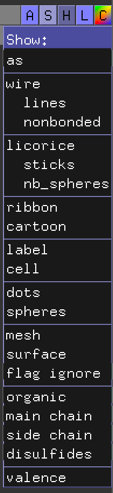 A S H L C
Show:
as
wire
lines
nonbonded
licorice
sticks
nb_spheres
ribbon
cartoon
label
cell
dots
spheres
mesh
surface
flag ignore
organic
main chain
side chain
disulfides
valence